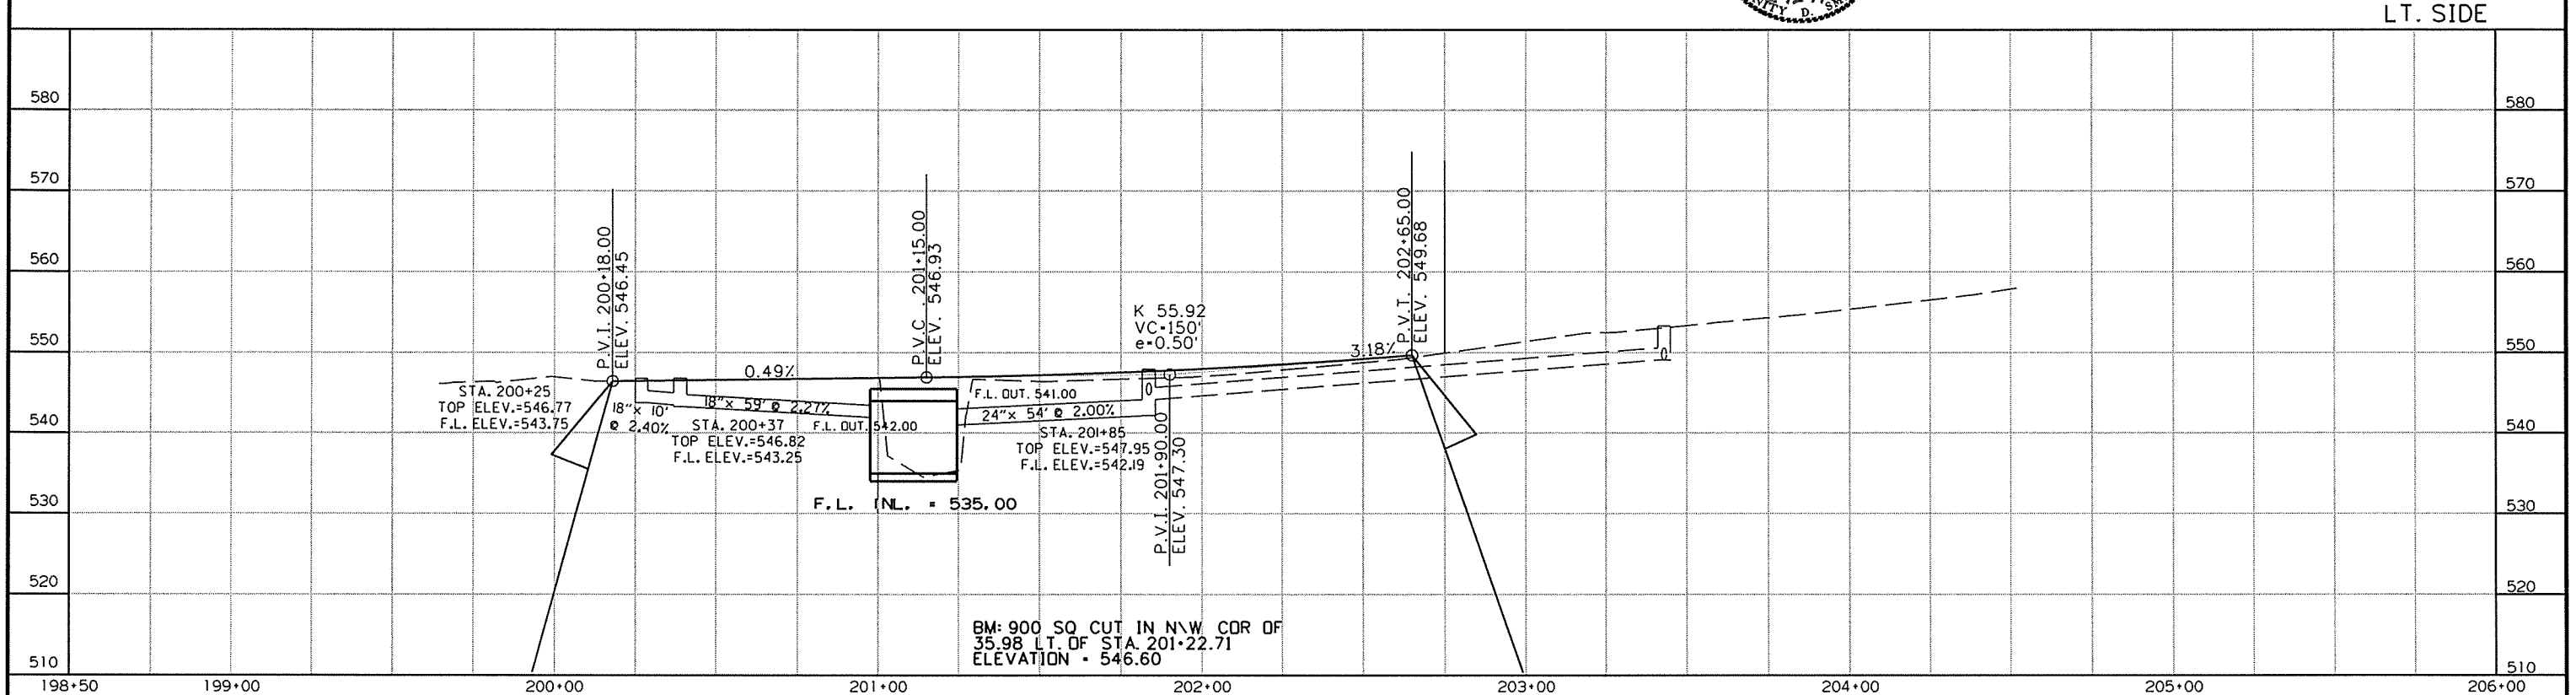 NITY D. SM
LT. SIDE
580
580
570
570
560
560
550
550
540
540
530
530
520
520
510
510
P.V.I. 200+18.00
ELEV. 546.45
P.V.C. 201+15.00
ELEV. 546.93
K 55.92
VC=150'
e=0.50'
P.V.T. 202+65.00
ELEV. 549.68
3.18%
0.49%
STA. 200+25
TOP ELEV.=546.77
F.L. ELEV.=543.75
18"x 10'
@ 2.40%
18"x 59' @ 2.27%
STA. 200+37
TOP ELEV.=546.82
F.L. ELEV.=543.25
F.L. OUT. 542.00
F.L. OUT. 541.00
24"x 54' @ 2.00%
STA. 201+85
TOP ELEV.=547.95
F.L. ELEV.=542.19
P.V.I. 201+90.00
ELEV. 547.30
F.L. INL. = 535.00
BM: 900 SQ CUT IN N\W COR OF
35.98 LT. OF STA. 201+22.71
ELEVATION = 546.60
198+50
199+00
200+00
201+00
202+00
203+00
204+00
205+00
206+00